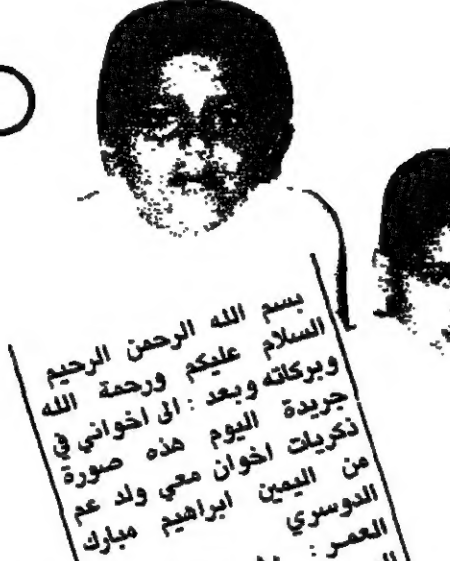 بسم الله الرحمن الرحيم
السلام عليكم ورحمة الله
وبركاته وبعد : الى اخواني في
جريدة اليوم هذه صورة
ذكريات اخوان معي ولد عم
من اليمين ابراهيم مبارك
الدوسري
العمر :